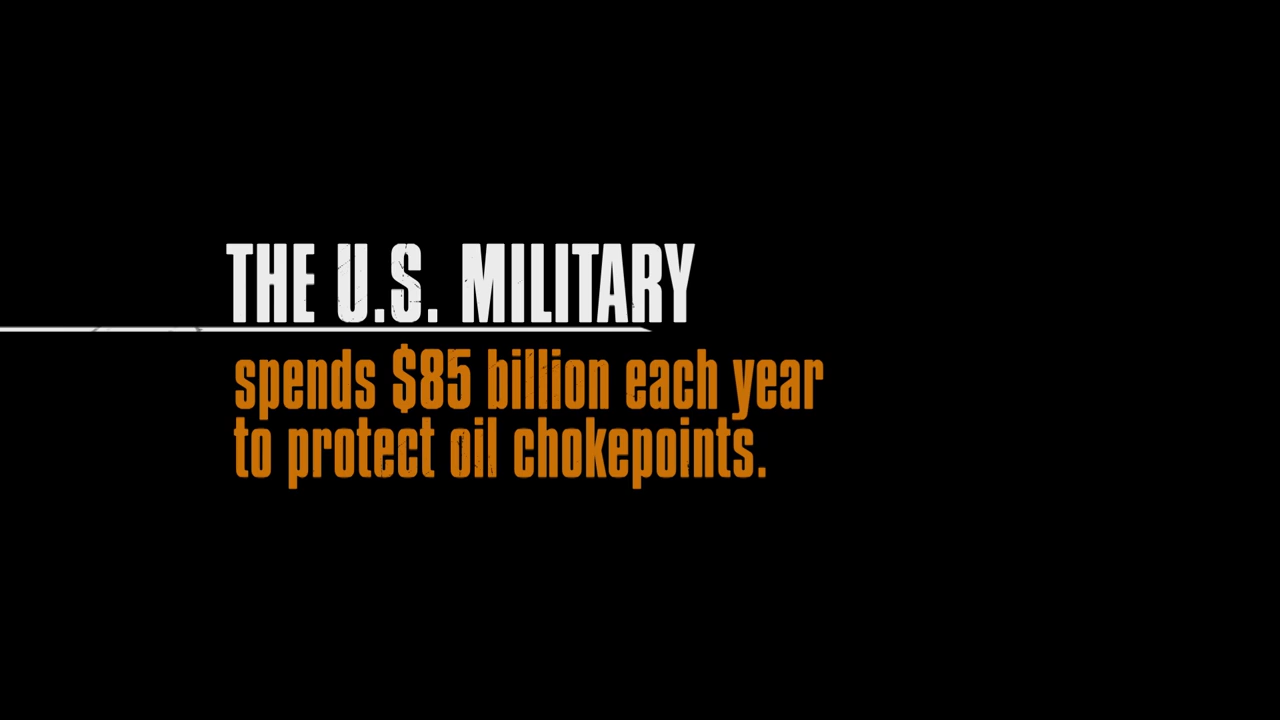 THE U.S. MILITARY
spends $85 billion each year
to protect oil chokepoints.